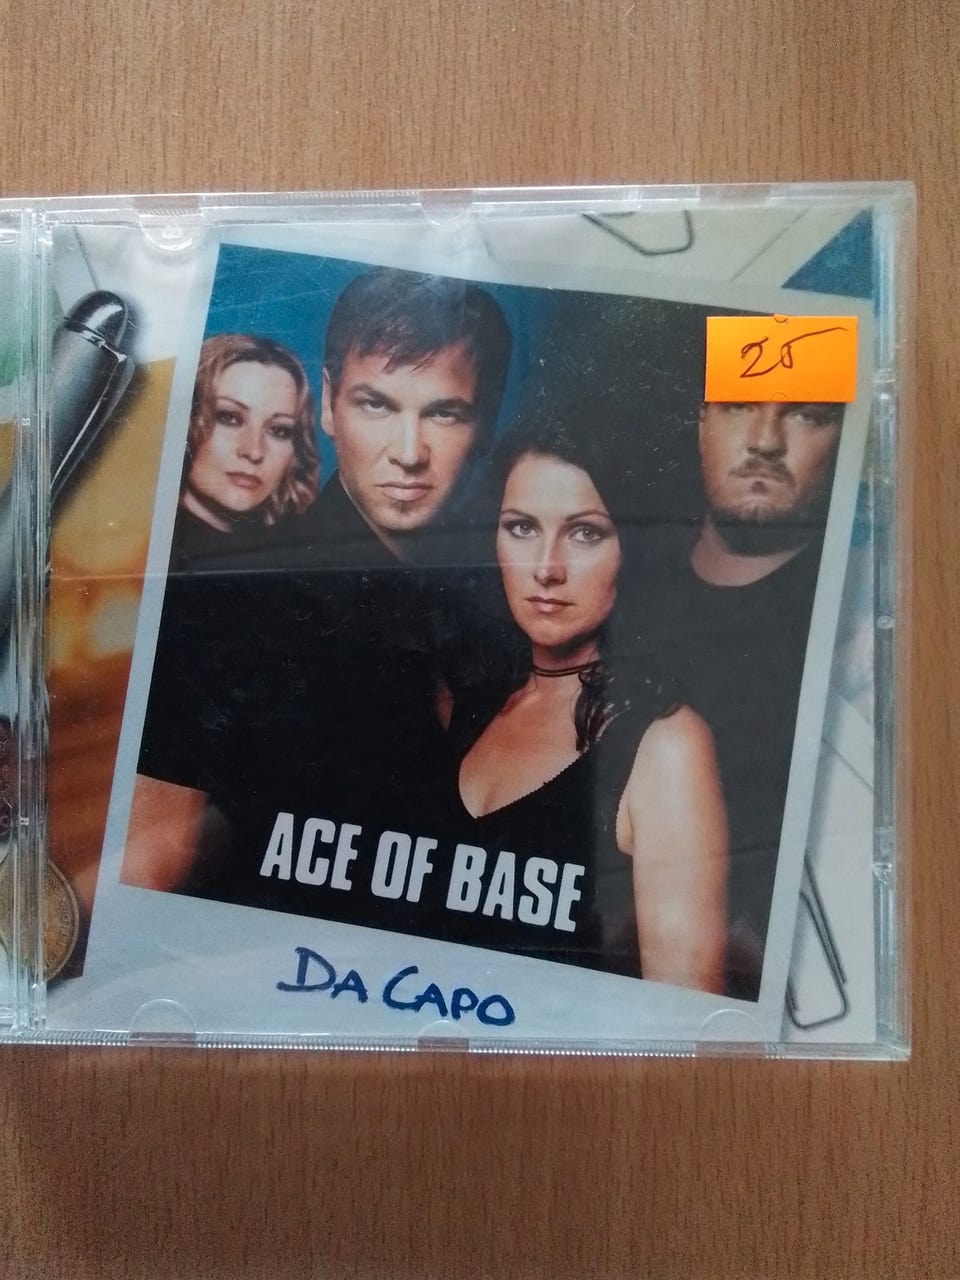 25
ACE OF BASE
DA CAPO